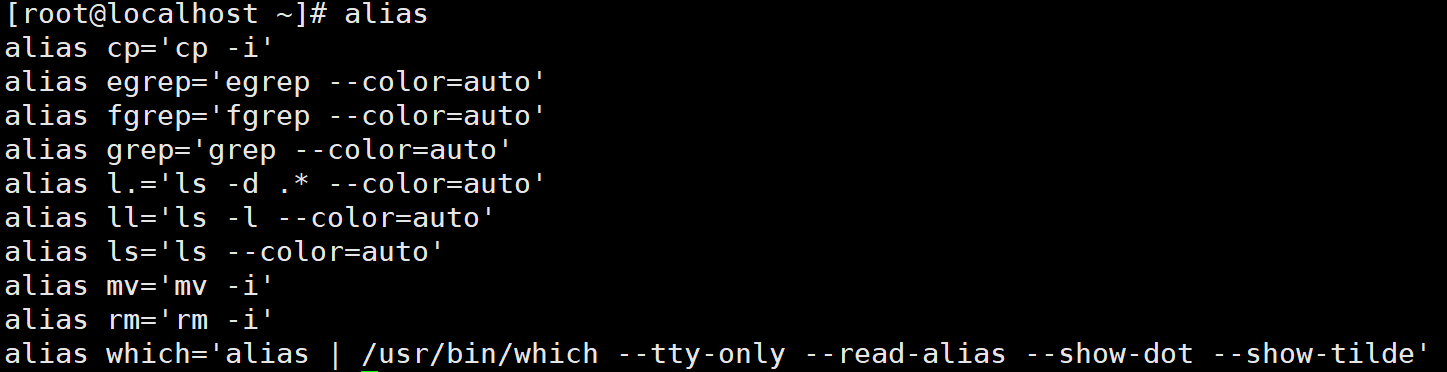 [root@localhost ~]# alias
alias cp='cp -i'
alias egrep='egrep --color=auto'
alias fgrep='fgrep --color=auto'
alias grep='grep --color=auto'
alias l.='ls -d .* --color=auto'
alias ll='ls -l --color=auto'
alias ls='ls --color=auto'
alias mv='mv -i'
alias rm='rm -i'
alias which='alias | /usr/bin/which --tty-only --read-alias --show-dot --show-tilde'